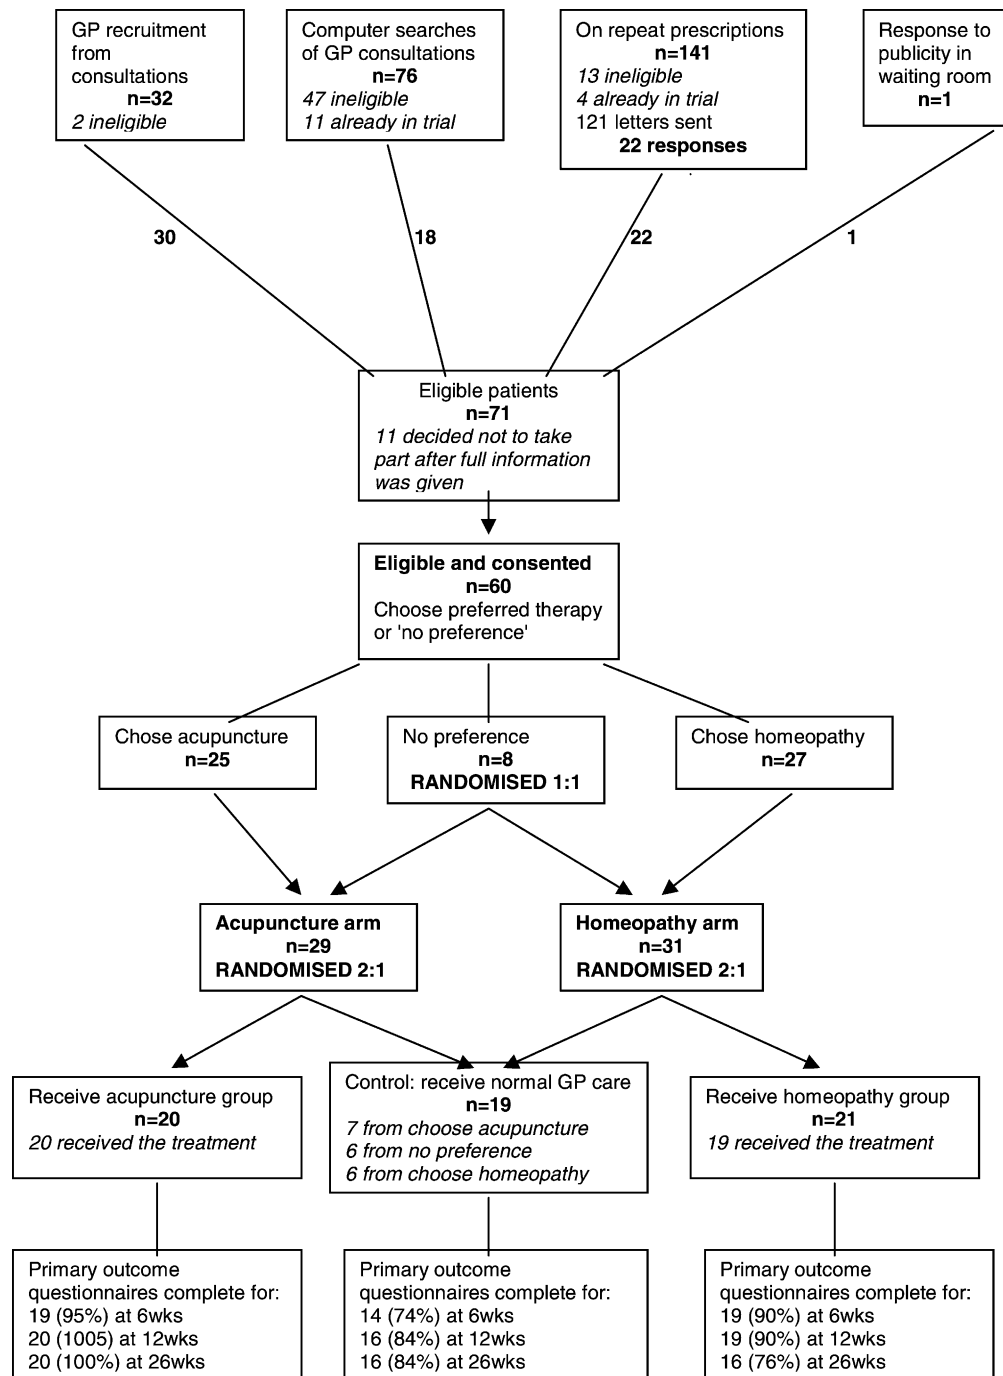 GP recruitment
from
consultations
n=32
2 ineligible
Computer searches
of GP consultations
n=76
47 ineligible
11 already in trial
On repeat prescriptions
n=141
13 ineligible
4 already in trial
121 letters sent
22 responses
Response to
publicity in
waiting room
n=1
30
18
22
1
Eligible patients
n=71
11 decided not to take
part after full information
was given
Eligible and consented
n=60
Choose preferred therapy
or 'no preference'
Chose acupuncture
n=25
No preference
n=8
RANDOMISED 1:1
Chose homeopathy
n=27
Acupuncture arm
n=29
RANDOMISED 2:1
Homeopathy arm
n=31
RANDOMISED 2:1
Receive acupuncture group
n=20
20 received the treatment
Control: receive normal GP care
n=19
7 from choose acupuncture
6 from no preference
6 from choose homeopathy
Receive homeopathy group
n=21
19 received the treatment
Primary outcome
questionnaires complete for:
19 (95%) at 6wks
20 (1005) at 12wks
20 (100%) at 26wks
Primary outcome
questionnaires complete for:
14 (74%) at 6wks
16 (84%) at 12wks
16 (84%) at 26wks
Primary outcome
questionnaires complete for:
19 (90%) at 6wks
19 (90%) at 12wks
16 (76%) at 26wks